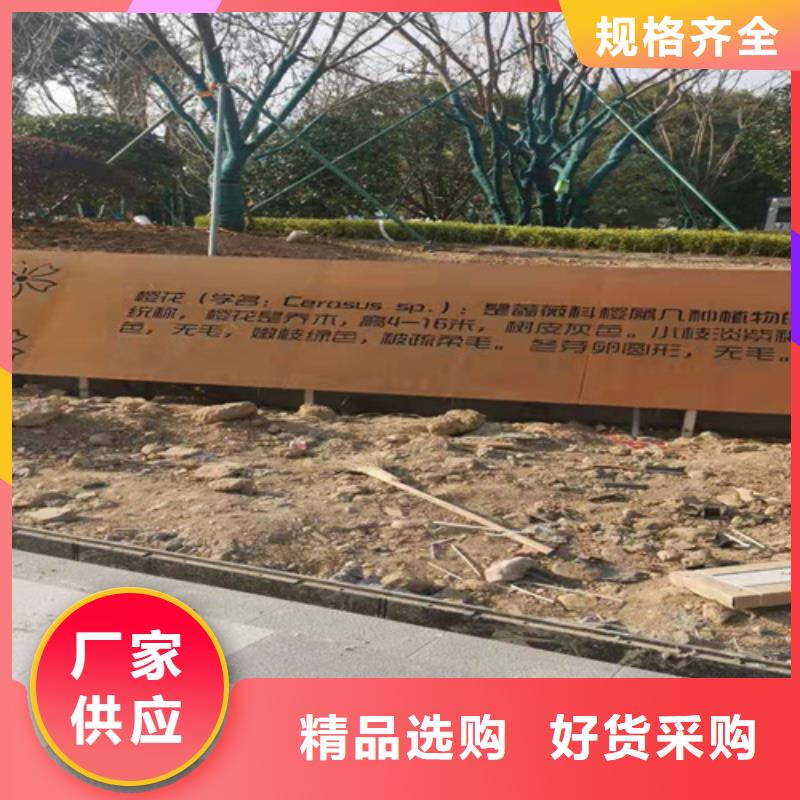 规格齐全
樱花（学名：Cerasus sp.）：是蔷薇科樱属几种植物的
统称，樱花是乔木，高4-16米，树皮灰色。小枝淡紫褐
色，无毛，嫩枝绿色，被疏柔毛。冬芽卵圆形，无毛。
厂家
供应
精品选购 好货采购